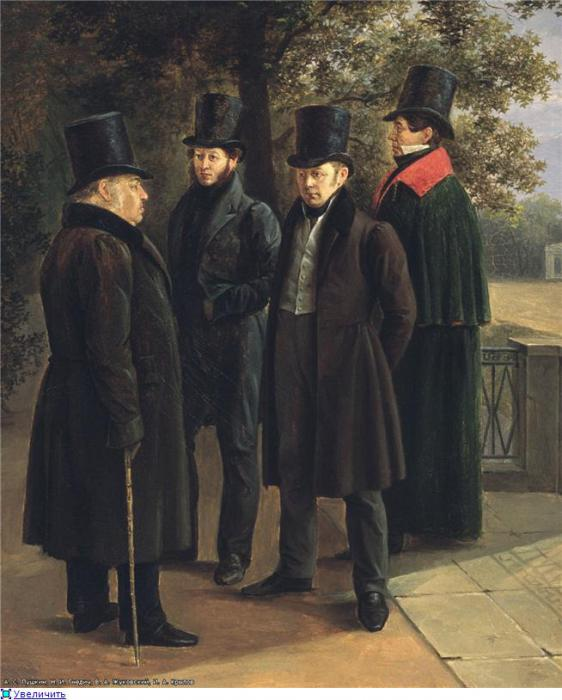 А. С. Пушкин, Н. И. Гнедич, В. А. Жуковский, И. А. Крылов
Увеличить